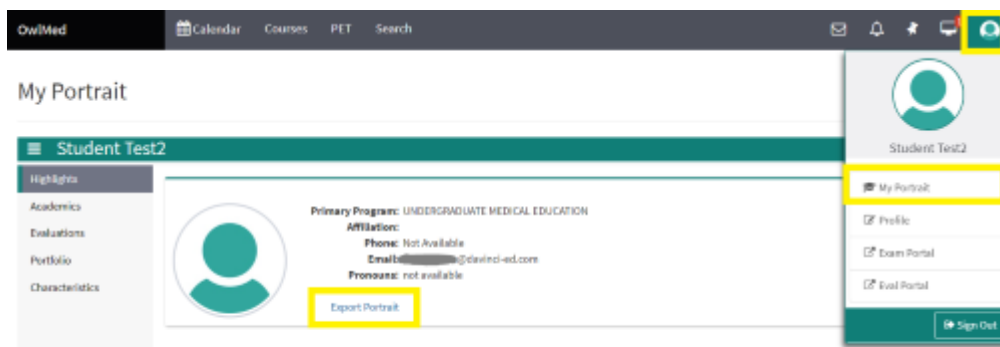 OwlMed Calendar Courses PET Search
My Portrait
Student Test2
Highlights
Academics
Evaluations
Portfolio
Characteristics
Primary Program: UNDERGRADUATE MEDICAL EDUCATION
Affiliation:
Phone: Not Available
Email: @davinci-ed.com
Pronouns: not available
Export Portrait
Student Test2
My Portrait
Profile
Exam Portal
Eval Portal
Sign Out